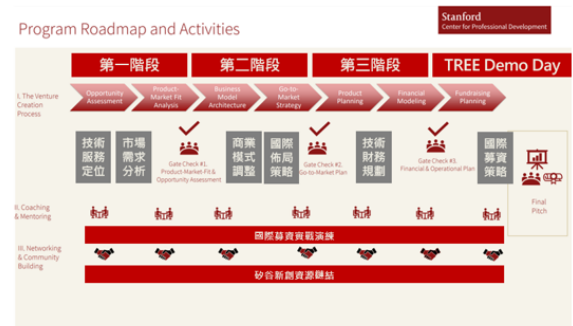 Program Roadmap and Activities
Stanford
Center for Professional Development
第一階段
第二階段
第三階段
TREE Demo Day
I. The Venture
Creation
Process
Opportunity
Assessment
Product-
Market Fit
Analysis
Business
Model
Architecture
Go-to-
Market
Strategy
Product
Planning
Financial
Modeling
Fundraising
Planning
技術
服務
定位
市場
需求
分析
Gate Check #1.
Product-Market Fit &
Opportunity Assessment
商業
模式
調整
國際
佈局
策略
Gate Check #2.
Go-to-Market Plan
技術
財務
規劃
Gate Check #3.
Financial & Operational Plan
國際
募資
策略
Final
Pitch
II. Coaching
& Mentoring
國際募資實戰演練
III. Networking
& Community
Building
矽谷新創資源鏈結